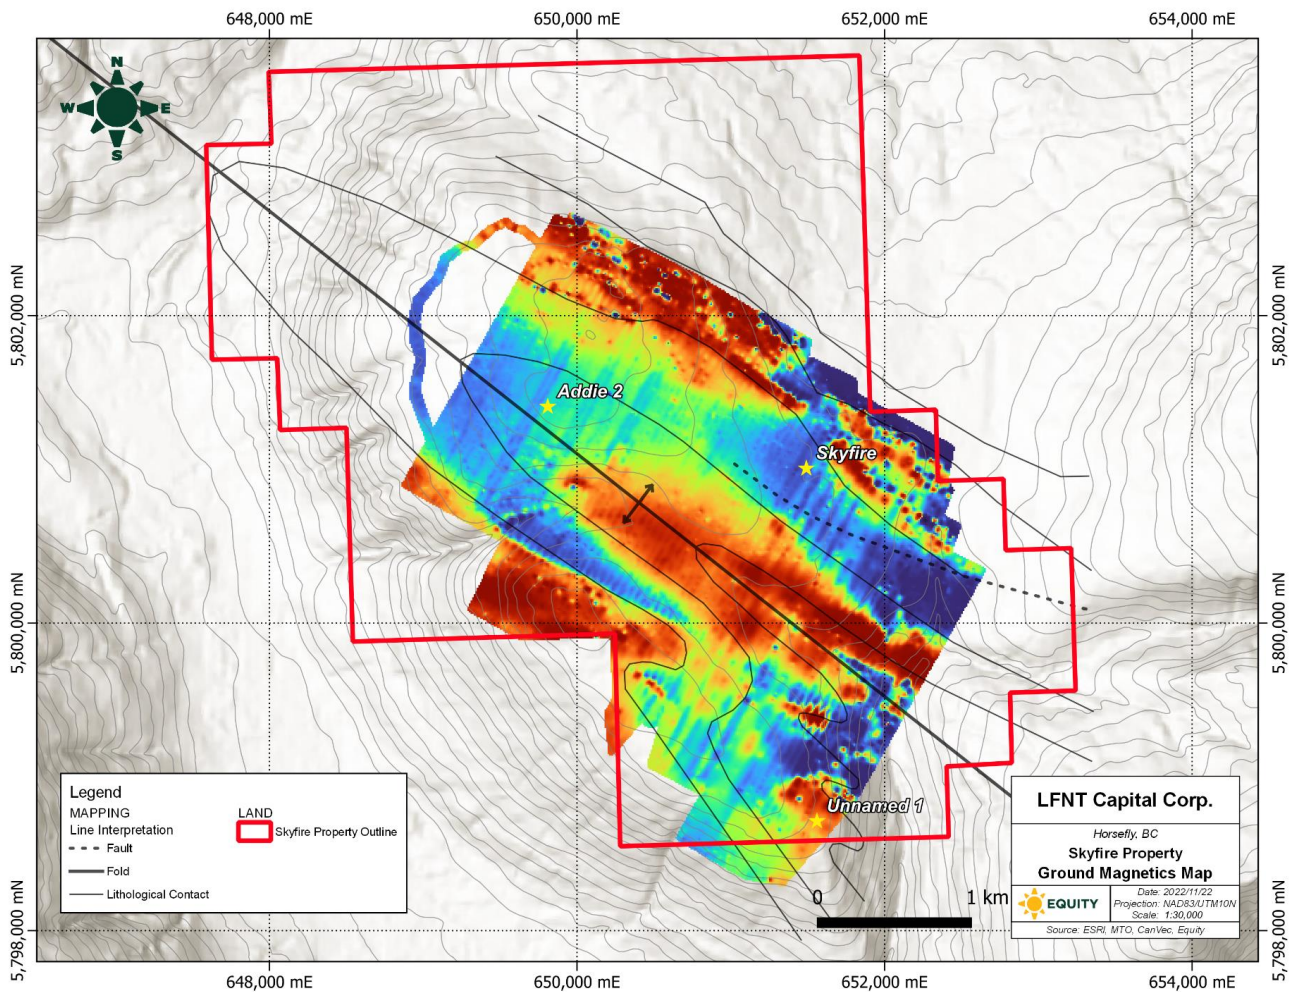 648,000 mE
650,000 mE
652,000 mE
654,000 mE
N
W E
S
5,802,000 mN
5,802,000 mN
Addie 2
Skyfire
5,800,000 mN
5,800,000 mN
Unnamed 1
Legend
MAPPING
Line Interpretation
Fault
Fold
Lithological Contact
LAND
Skyfire Property Outline
0 1 km
LFNT Capital Corp.
Horsefly, BC
Skyfire Property
Ground Magnetics Map
EQUITY
Date: 2022/11/22
Projection: NAD83/UTM10N
Scale: 1:30,000
Source: ESRI, MTO, CanVec, Equity
5,798,000 mN
5,798,000 mN
648,000 mE
650,000 mE
652,000 mE
654,000 mE